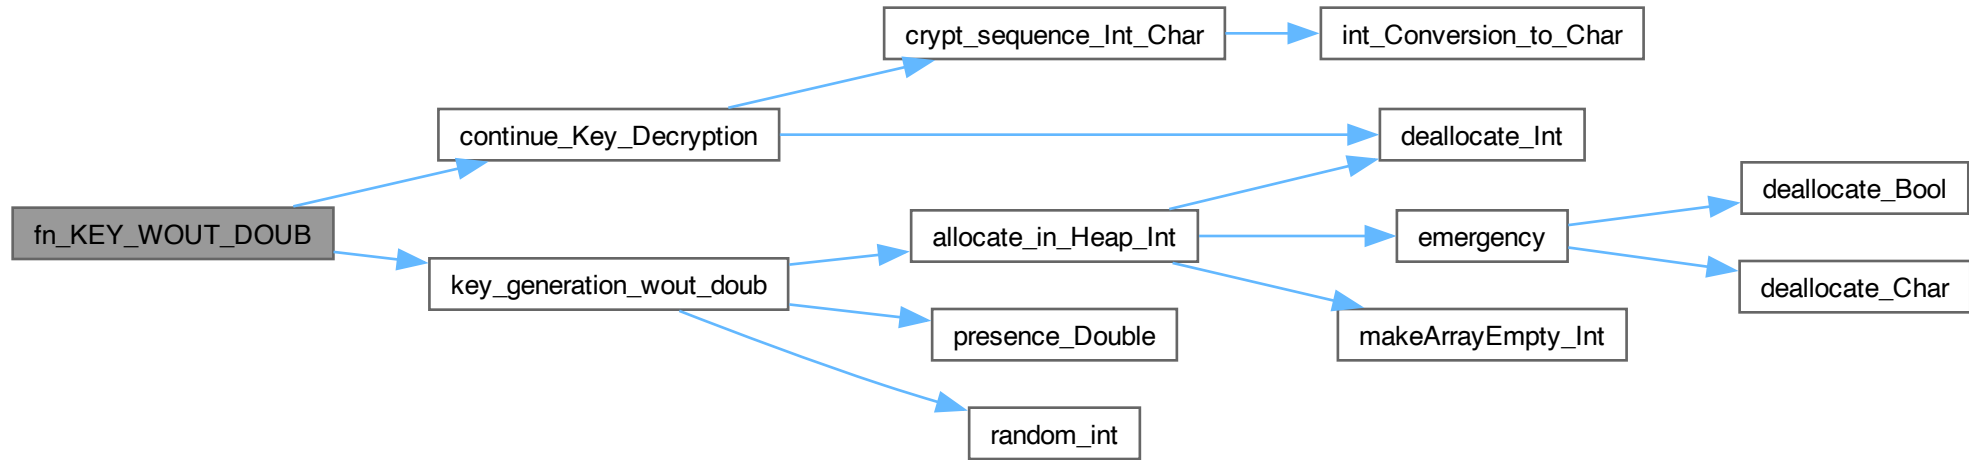 crypt_sequence_Int_Char
int_Conversion_to_Char
continue_Key_Decryption
deallocate_Int
deallocate_Bool
fn_KEY_WOUT_DOUB
allocate_in_Heap_Int
emergency
key_generation_wout_doub
deallocate_Char
presence_Double
makeArrayEmpty_Int
random_int